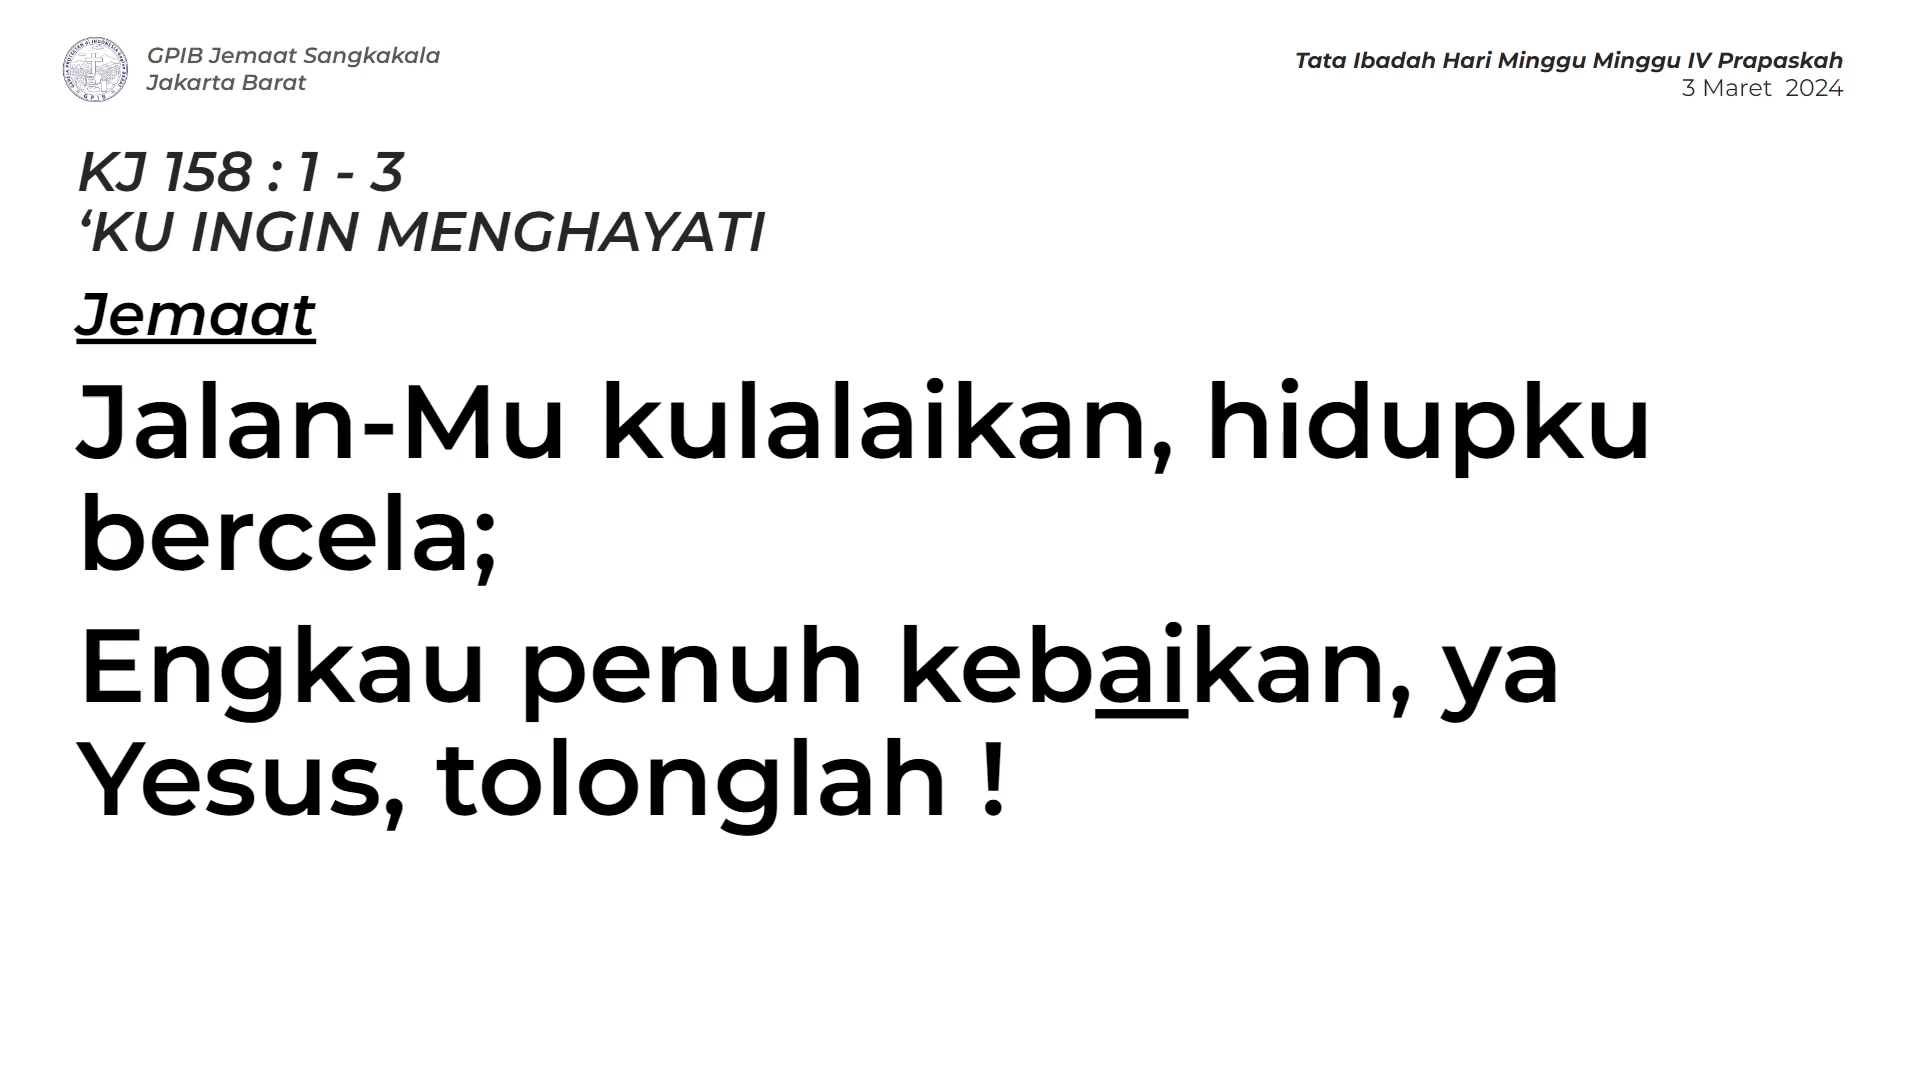 GPIB Jemaat Sangkakala
Jakarta Barat
Tata Ibadah Hari Minggu Minggu IV Prapaskah
3 Maret 2024
KJ 158 : 1 - 3
‘KU INGIN MENGHAYATI
Jemaat
Jalan-Mu kulalaikan, hidupku
bercela;
Engkau penuh kebaikan, ya
Yesus, tolonglah !